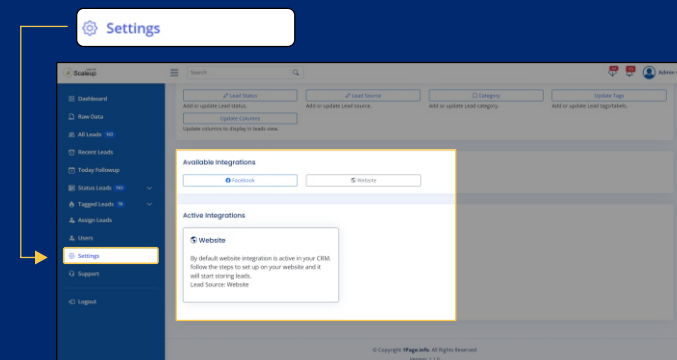 Settings
Scaleup
Search
Admin
Dashboard
Raw Data
All Leads
Recent Leads
Today Followup
Status Leads
Tagged Leads
Assign Leads
Users
Settings
Support
Logout
Lead Status
Lead Source
Category
Update Tags
Add or update Lead status.
Add or update Lead source.
Add or update Lead category.
Add or update Lead tags/labels.
Update Columns
Update columns to display in leads view.
Available Integrations
Facebook
Website
Active Integrations
Website
By default website integration is active in your CRM.
follow the steps to set up on your website and it
will start storing leads.
Lead Source: Website
© Copyright 1Page.info. All Rights Reserved